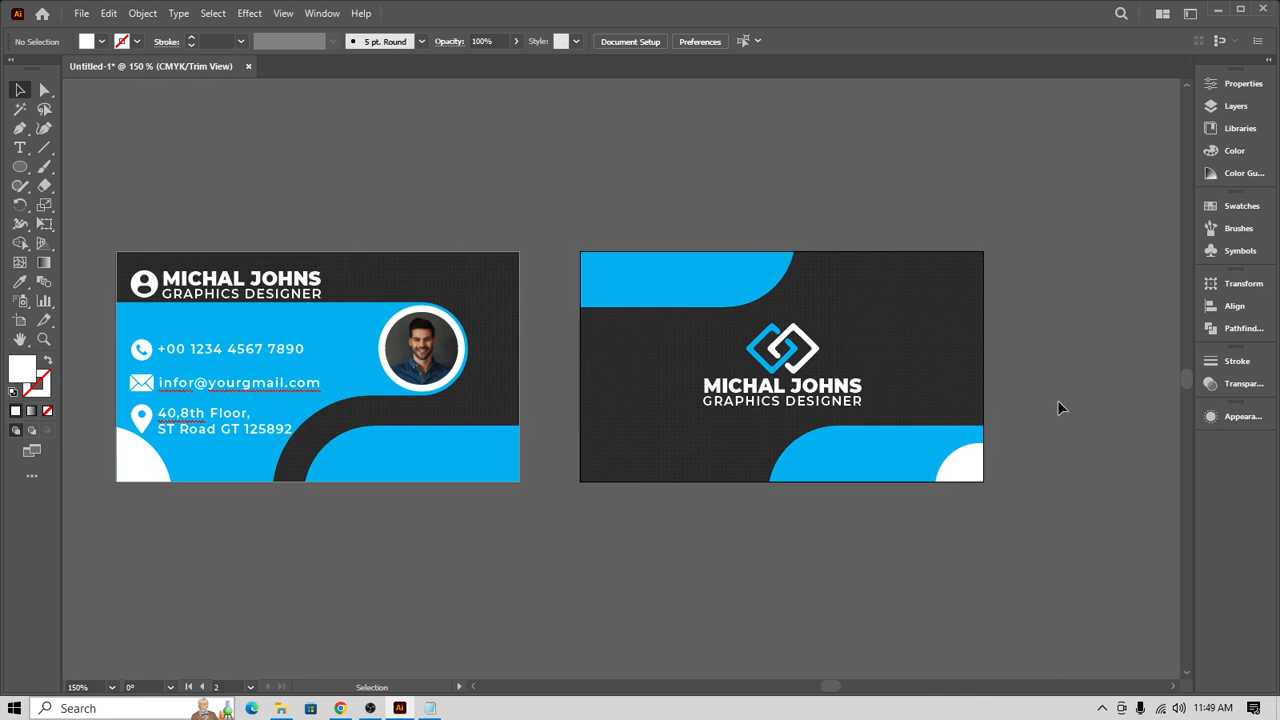 Ai File Edit Object Type Select Effect View Window Help
No Selection Stroke: 5 pt. Round Opacity: 100% Style: Document Setup Preferences
Untitled-1* @ 150 % (CMYK/Trim View) ×
Properties
Layers
Libraries
Color
Color Gu...
Swatches
Brushes
Symbols
Transform
Align
Pathfind...
Stroke
Transpar...
Appeara...
MICHAL JOHNS
GRAPHICS DESIGNER
+00 1234 4567 7890
infor@yourgmail.com
40,8th Floor,
ST Road GT 125892
MICHAL JOHNS
GRAPHICS DESIGNER
150% 0° 2 Selection
Search Ai 11:49 AM